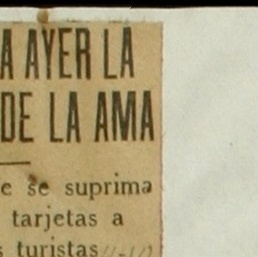 A AYER LA
DE LA AMA
e se suprima
tarjetas a
s turistas